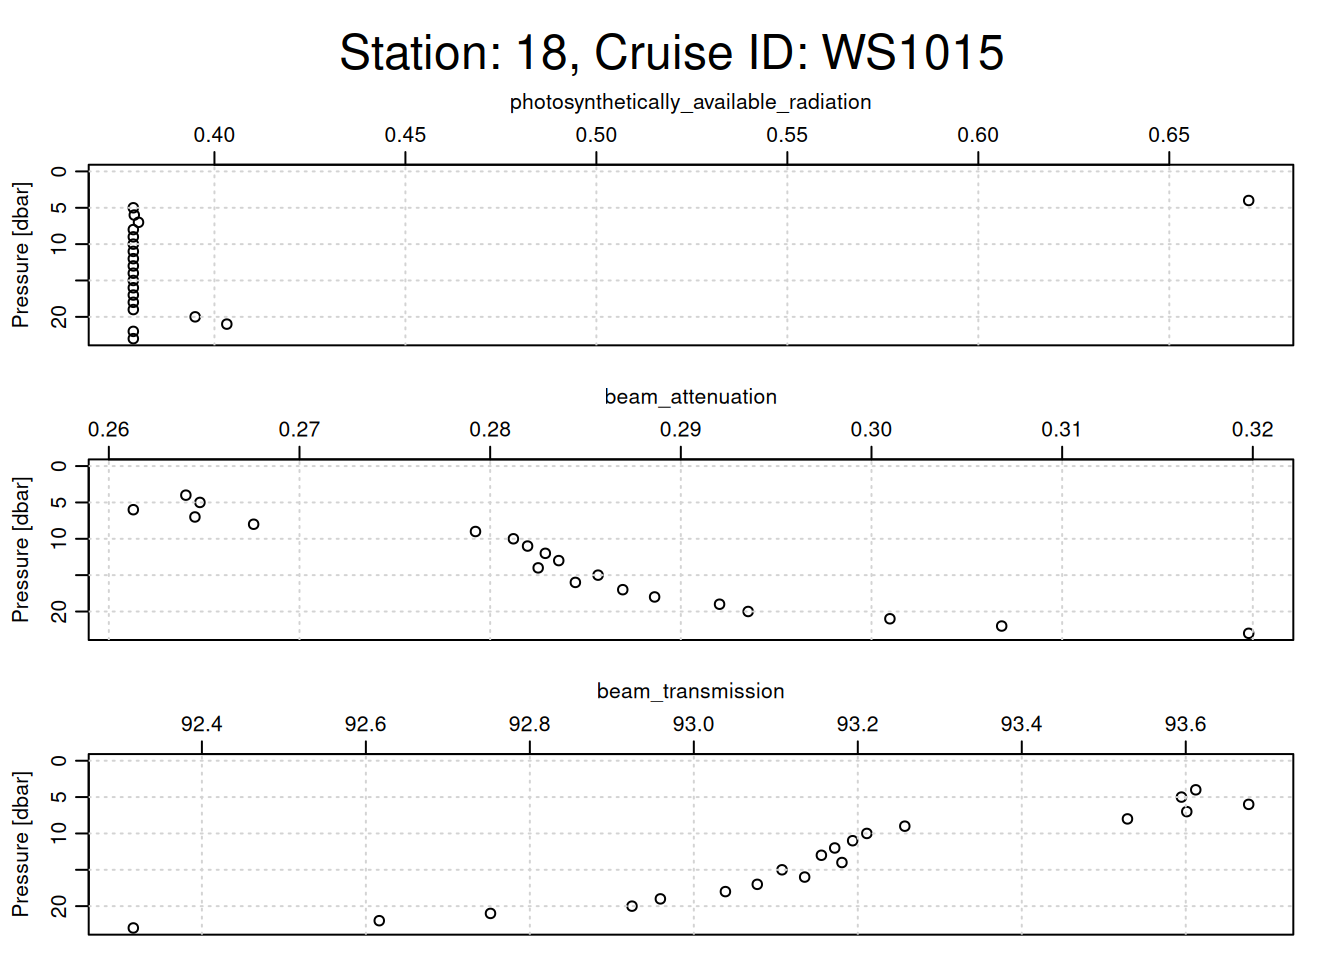 Station: 18, Cruise ID: WS1015
photosynthetically_available_radiation
0.40 0.45 0.50 0.55 0.60 0.65
Pressure [dbar]
0
5
10
20
beam_attenuation
0.26 0.27 0.28 0.29 0.30 0.31 0.32
Pressure [dbar]
0
5
10
20
beam_transmission
92.4 92.6 92.8 93.0 93.2 93.4 93.6
Pressure [dbar]
0
5
10
20